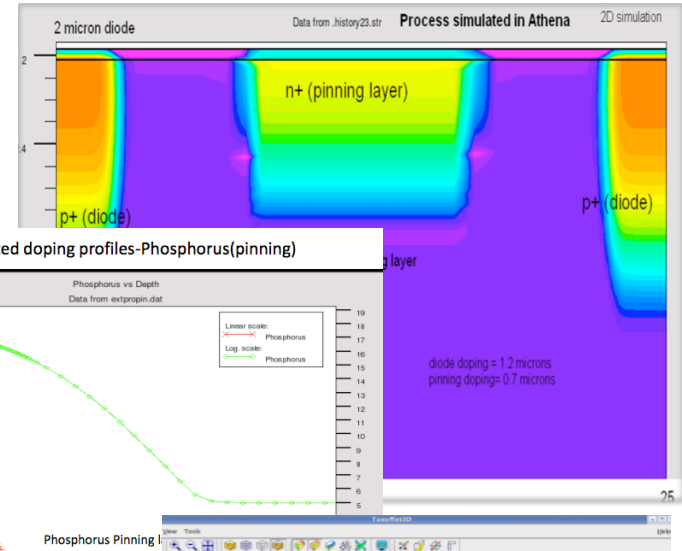 2 micron diode
Data from .history23.str
Process simulated in Athena
2D simulation
2
.4
n+ (pinning layer)
p+ (diode)
p+ (diode)
layer
diode doping = 1.2 microns
pinning doping= 0.7 microns
25
ted doping profiles-Phosphorus(pinning)
Phosphorus vs Depth
Data from extpropin.dat
Linear scale:
Phosphorus
Log. scale:
Phosphorus
19
18
17
16
15
14
13
12
11
10
9
8
7
6
5
Phosphorus Pinning l
TonyPlot3D
View Tools
Help